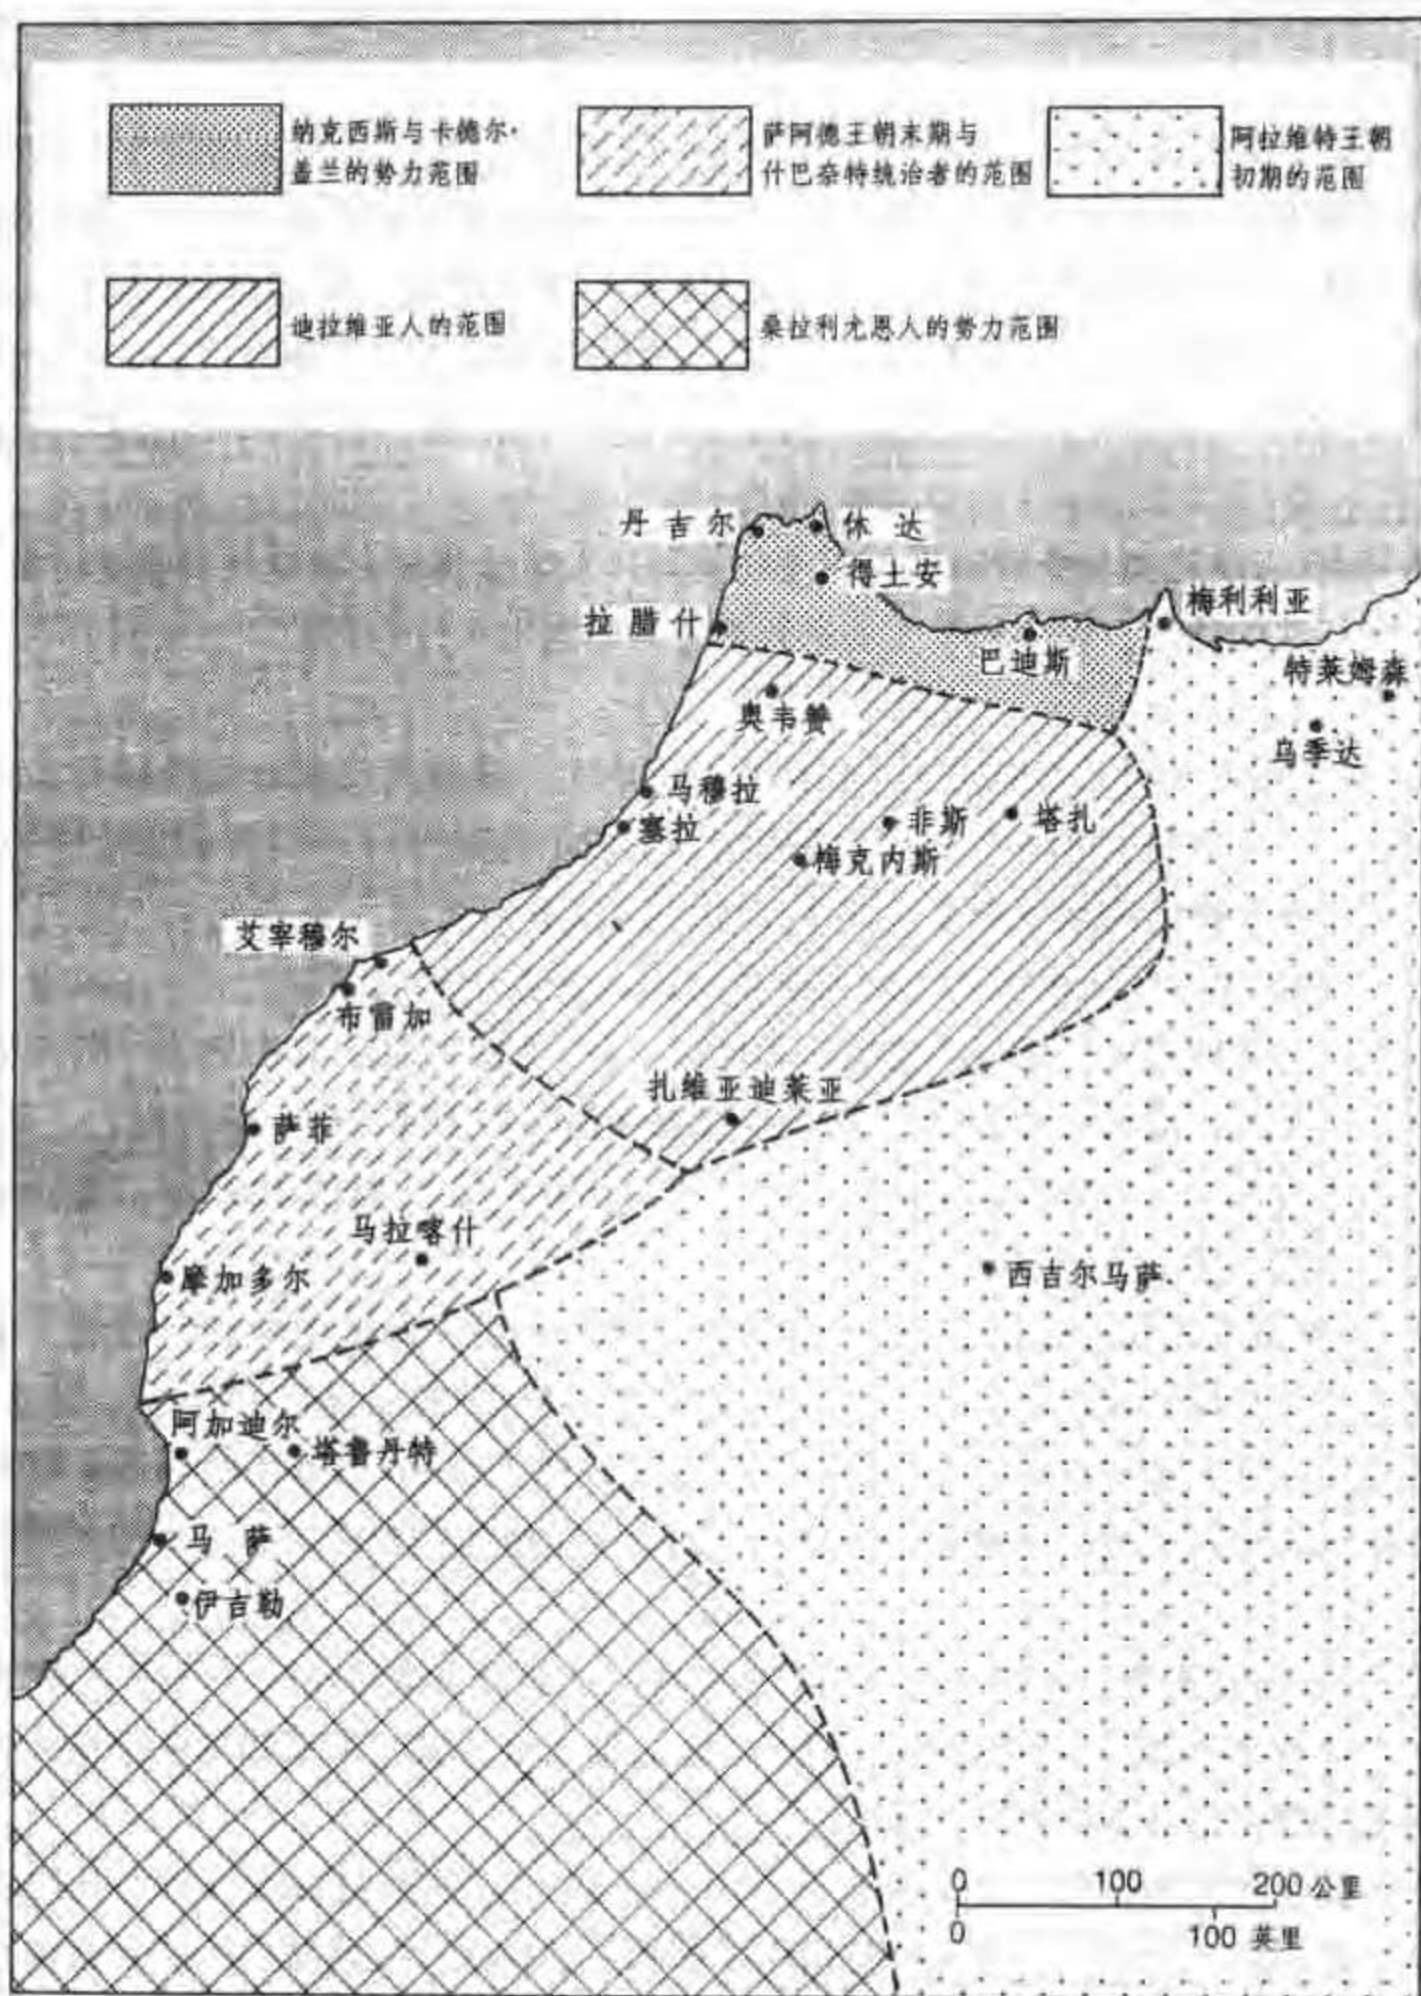 纳克西斯与卡德尔·
盖兰的势力范围
萨阿德王朝末期与
什巴奈特统治者的范围
阿拉维特王朝
初期的范围
迪拉维亚人的范围
桑拉利尤恩人的势力范围
丹吉尔
休达
得土安
拉腊什
梅利利亚
巴迪斯
特莱姆森
奥韦赞
乌季达
马穆拉
塞拉
非斯
塔扎
梅克内斯
艾宰穆尔
布雷加
扎维亚迪莱亚
萨菲
马拉喀什
摩加多尔
西吉尔马萨
阿加迪尔
塔鲁丹特
马萨
伊吉勒
0 100 200 公里
0 100 英里